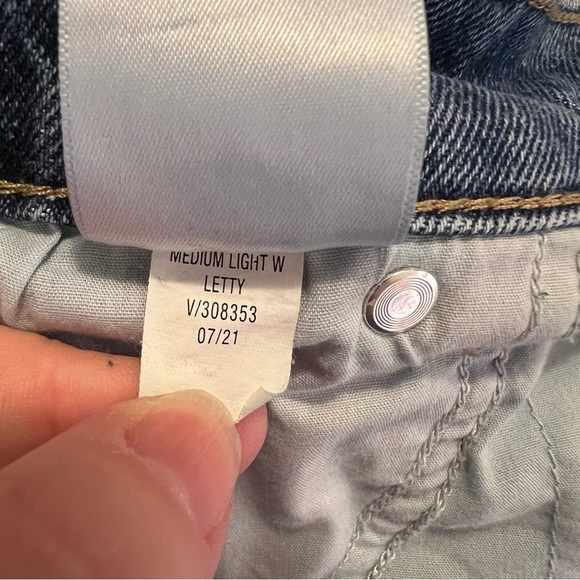 MEDIUM LIGHT W
LETTY
V/308353
07/21